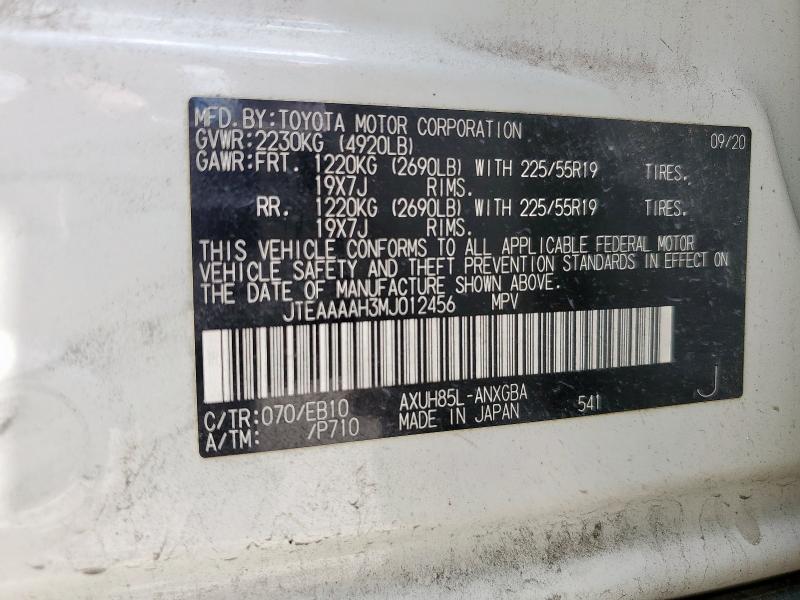 MFD.BY:TOYOTA MOTOR CORPORATION 09/20
GVWR:2230KG (4920LB)
GAWR:FRT. 1220KG (2690LB) WITH 225/55R19 TIRES.
19X7J RIMS.
RR. 1220KG (2690LB) WITH 225/55R19 TIRES.
19X7J RIMS.
THIS VEHICLE CONFORMS TO ALL APPLICABLE FEDERAL MOTOR
VEHICLE SAFETY AND THEFT PREVENTION STANDARDS IN EFFECT ON
THE DATE OF MANUFACTURE SHOWN ABOVE.
JTEAAAAH3MJ012456 MPV
C/TR:070/EB10 AXUH85L-ANXGBA
A/TM: /P710 MADE IN JAPAN 541 J